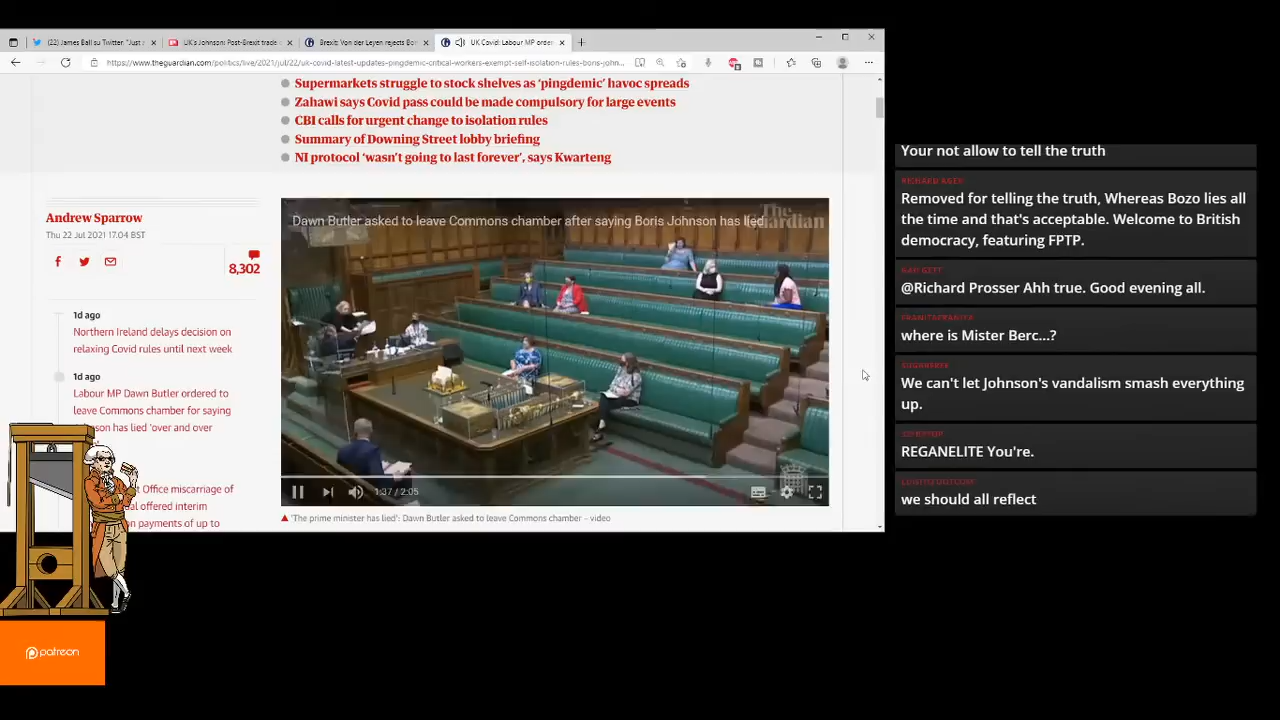 (22) James Ball su Twitter: "Just
UK's Johnson: Post-Brexit trade
Brexit: Von der Leyen rejects Bor
UK Covid: Labour MP order
https://www.theguardian.com/politics/live/2021/jul/22/uk-covid-latest-updates-pingdemic-critical-workers-exempt-self-isolation-rules-boris-john...
Supermarkets struggle to stock shelves as 'pingdemic' havoc spreads
Zahawi says Covid pass could be made compulsory for large events
CBI calls for urgent change to isolation rules
Summary of Downing Street lobby briefing
NI protocol 'wasn't going to last forever', says Kwarteng
Andrew Sparrow
Thu 22 Jul 2021 17.04 BST
8,302
1d ago
Northern Ireland delays decision on
relaxing Covid rules until next week
1d ago
Labour MP Dawn Butler ordered to
leave Commons chamber for saying
nson has lied 'over and over
t Office miscarriage of
al offered interim
on payments of up to
Dawn Butler asked to leave Commons chamber after saying Boris Johnson has lied
The
Guardian
1:37 / 2:05
'The prime minister has lied': Dawn Butler asked to leave Commons chamber – video
patreon
Your not allow to tell the truth
Removed for telling the truth, Whereas Bozo lies all
the time and that's acceptable. Welcome to British
democracy, featuring FPTP.
@Richard Prosser Ahh true. Good evening all.
where is Mister Berc...?
We can't let Johnson's vandalism smash everything
up.
REGANELITE You're.
we should all reflect